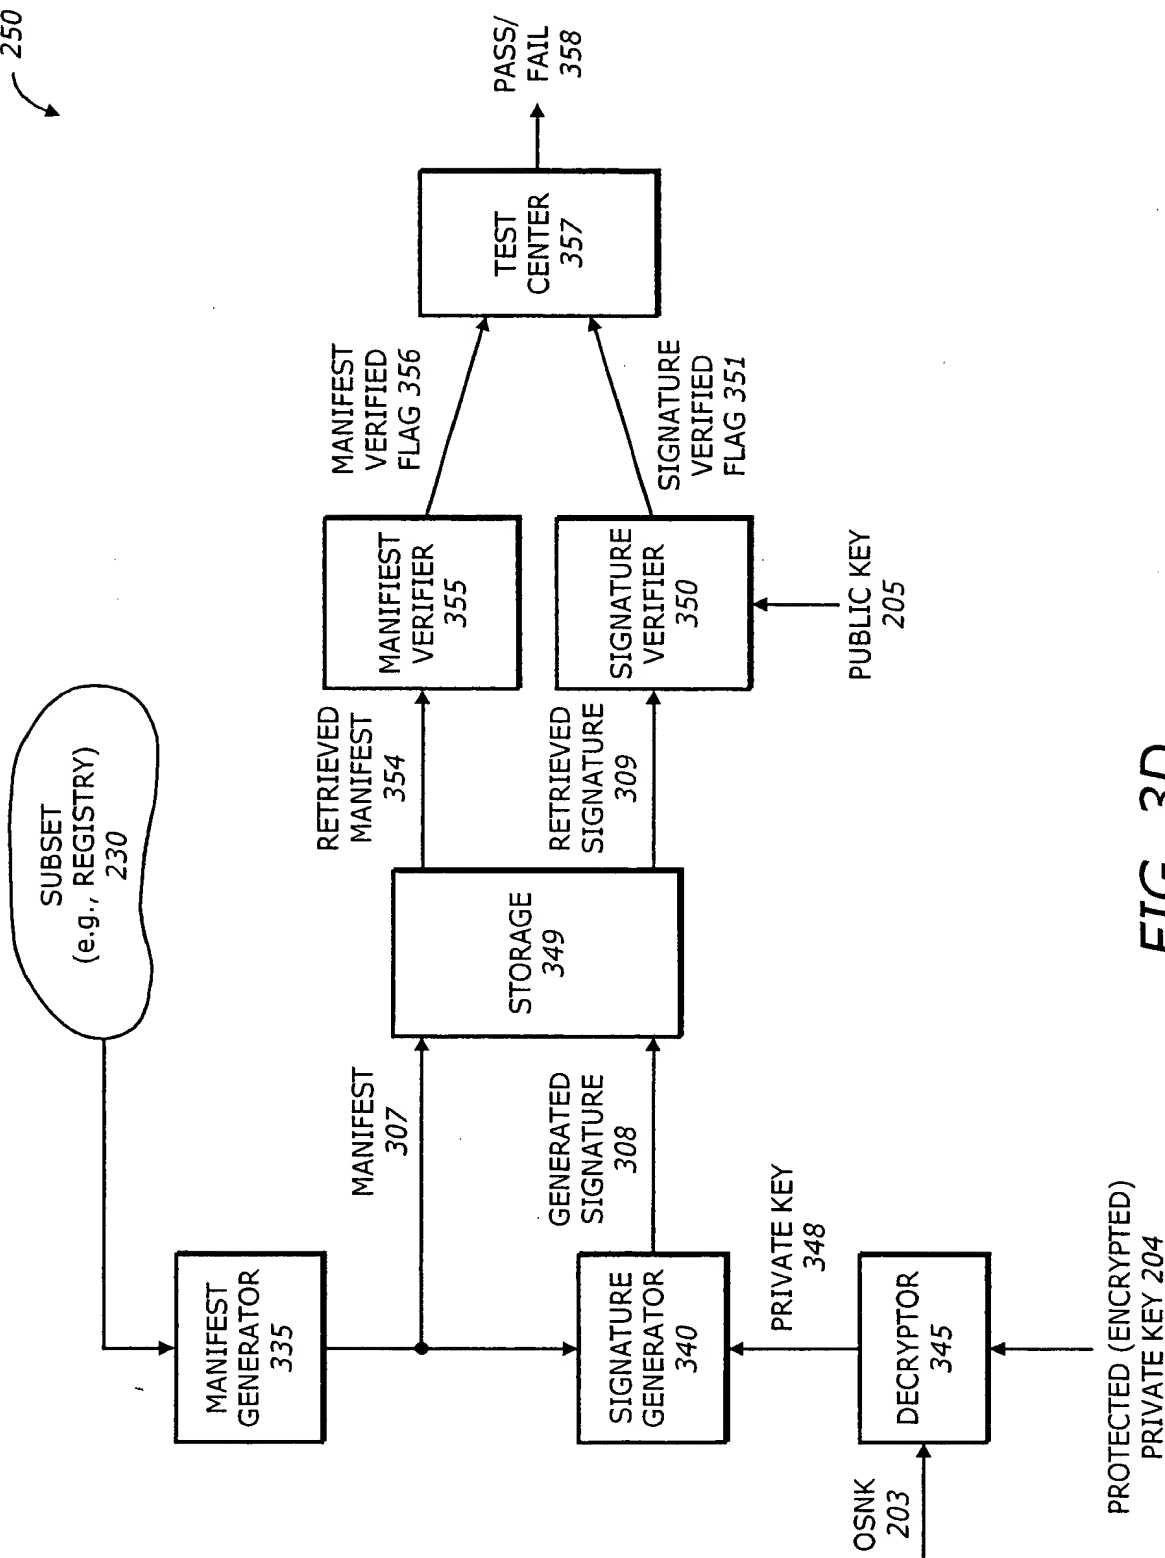 250
SUBSET
(e.g., REGISTRY)
230
MANIFEST
GENERATOR
335
MANIFEST
307
RETRIEVED
MANIFEST
354
MANIFIEST
VERIFIER
355
MANIFEST
VERIFIED
FLAG 356
STORAGE
349
TEST
CENTER
357
PASS/
FAIL
358
SIGNATURE
GENERATOR
340
GENERATED
SIGNATURE
308
RETRIEVED
SIGNATURE
309
SIGNATURE
VERIFIER
350
SIGNATURE
VERIFIED
FLAG 351
PUBLIC KEY
205
PRIVATE KEY
348
OSNK
203
DECRYPTOR
345
PROTECTED (ENCRYPTED)
PRIVATE KEY 204
FIG. 3D